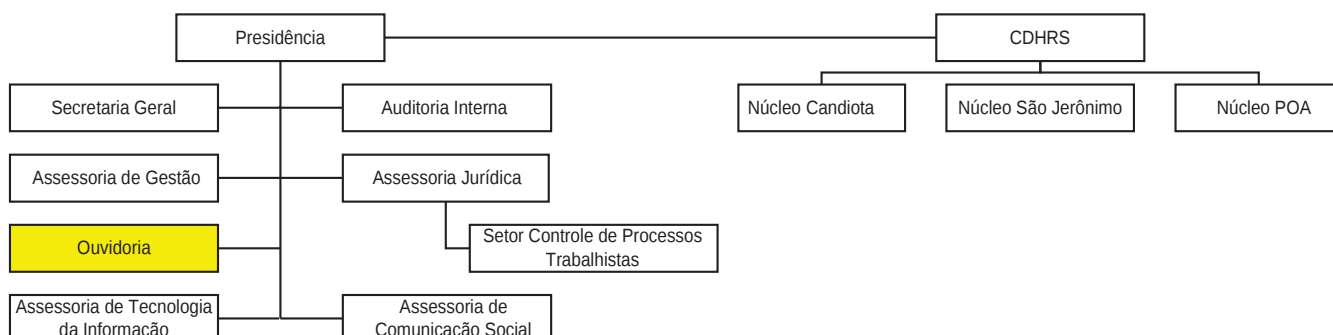 Presidência
CDHRS
Secretaria Geral
Auditoria Interna
Núcleo Candiota
Núcleo São Jerônimo
Núcleo POA
Assessoria de Gestão
Assessoria Jurídica
Ouvidoria
Setor Controle de Processos
Trabalhistas
Assessoria de Tecnologia
da Informação
Assessoria de
Comunicação Social